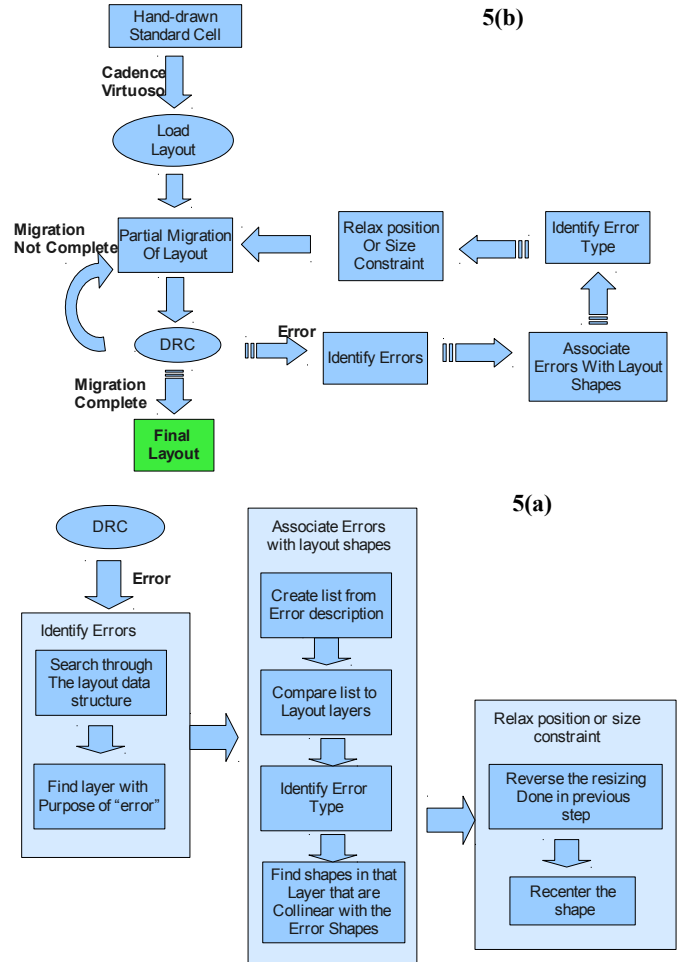 5(b)
Hand-drawn
Standard Cell
Cadence
Virtuoso
Load
Layout
Migration
Not Complete
Partial Migration
Of Layout
Relax position
Or Size
Constraint
Identify Error
Type
DRC
Error
Identify Errors
Associate
Errors With Layout
Shapes
Migration
Complete
Final
Layout
5(a)
DRC
Error
Identify Errors
Search through
The layout data
structure
Find layer with
Purpose of “error”
Associate Errors
with layout shapes
Create list from
Error description
Compare list to
Layout layers
Identify Error
Type
Find shapes in that
Layer that are
Collinear with the
Error Shapes
Relax position or size
constraint
Reverse the resizing
Done in previous
step
Recenter the
shape